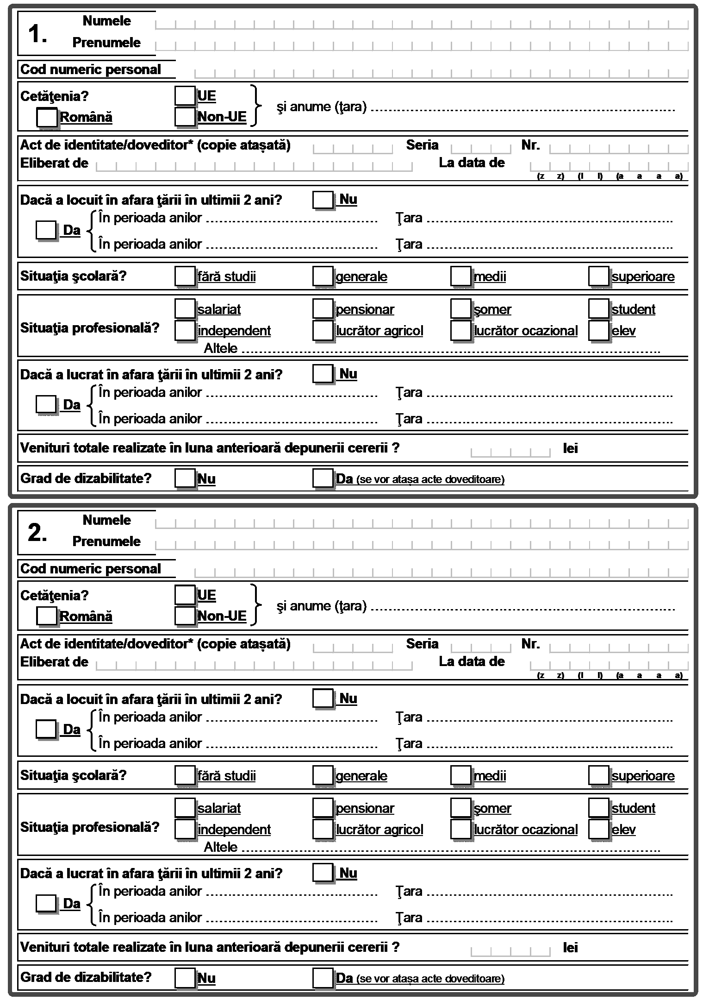 1. Numele
Prenumele
Cod numeric personal
Cetăţenia? UE
Română Non-UE şi anume (ţara)
Act de identitate/doveditor* (copie atașată) Seria Nr.
Eliberat de La data de
(z z) (l l) (a a a a)
Dacă a locuit în afara ţării în ultimii 2 ani? Nu
În perioada anilor Ţara
Da
În perioada anilor Ţara
Situaţia şcolară? fără studii generale medii superioare
salariat pensionar şomer student
Situaţia profesională? independent lucrător agricol lucrător ocazional elev
Altele
Dacă a lucrat în afara ţării în ultimii 2 ani? Nu
În perioada anilor Ţara
Da
În perioada anilor Ţara
Venituri totale realizate în luna anterioară depunerii cererii ? lei
Grad de dizabilitate? Nu Da (se vor atașa acte doveditoare)
2. Numele
Prenumele
Cod numeric personal
Cetăţenia? UE
Română Non-UE şi anume (ţara)
Act de identitate/doveditor* (copie atașată) Seria Nr.
Eliberat de La data de
(z z) (l l) (a a a a)
Dacă a locuit în afara ţării în ultimii 2 ani? Nu
În perioada anilor Ţara
Da
În perioada anilor Ţara
Situaţia şcolară? fără studii generale medii superioare
salariat pensionar şomer student
Situaţia profesională? independent lucrător agricol lucrător ocazional elev
Altele
Dacă a lucrat în afara ţării în ultimii 2 ani? Nu
În perioada anilor Ţara
Da
În perioada anilor Ţara
Venituri totale realizate în luna anterioară depunerii cererii ? lei
Grad de dizabilitate? Nu Da (se vor atașa acte doveditoare)